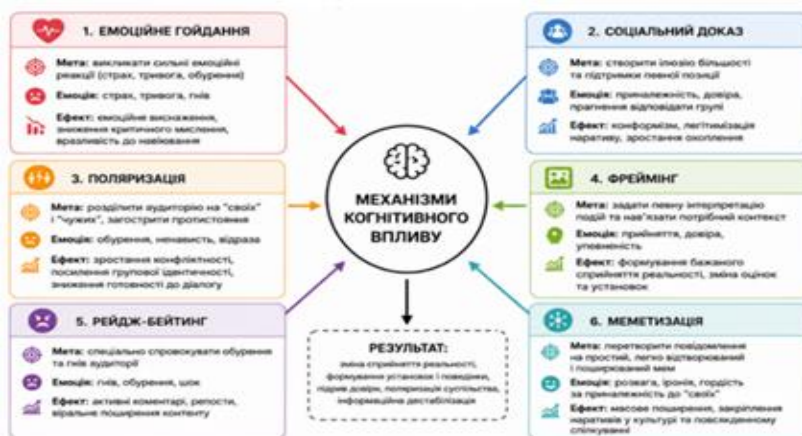 1. ЕМОЦІЙНЕ ГОЙДАННЯ
Мета: викликати сильні емоційні
реакції (страх, тривога, обурення)
Емоція: страх, тривога, гнів
Ефект: емоційне виснаження,
зниження критичного мислення,
вразливість до навіювання
2. СОЦІАЛЬНИЙ ДОКАЗ
Мета: створити ілюзію більшості
та підтримки певної позиції
Емоція: приналежність, довіра,
прагнення відповідати групі
Ефект: конформізм, легітимізація
наративу, зростання охоплення
3. ПОЛЯРИЗАЦІЯ
Мета: розділити аудиторію на "своїх"
і "чужих", загострити протистояння
Емоція: обурення, ненависть, відраза
Ефект: зростання конфліктності,
посилення групової ідентичності,
зниження готовності до діалогу
МЕХАНІЗМИ
КОГНІТИВНОГО
ВПЛИВУ
4. ФРЕЙМІНГ
Мета: задати певну інтерпретацію
подій та нав'язати потрібний контекст
Емоція: прийняття, довіра,
упевненість
Ефект: формування бажаного
сприйняття реальності, зміна оцінок
та установок
5. РЕЙДЖ-БЕЙТИНГ
Мета: спеціально спровокувати обурення
та гнів аудиторії
Емоція: гнів, обурення, шок
Ефект: активні коментарі, репости,
віральне поширення контенту
РЕЗУЛЬТАТ:
зміна сприйняття реальності,
формування установок і поведінки,
підрив довіри, поляризація суспільства,
інформаційна дестабілізація
6. МЕМЕТИЗАЦІЯ
Мета: перетворити повідомлення
на простий, легко відтворюваний
і поширюваний мем
Емоція: розвага, іронія, гордість
за приналежність до "своїх"
Ефект: масове поширення, закріплення
наративів у культурі та повсякденному
спілкуванні